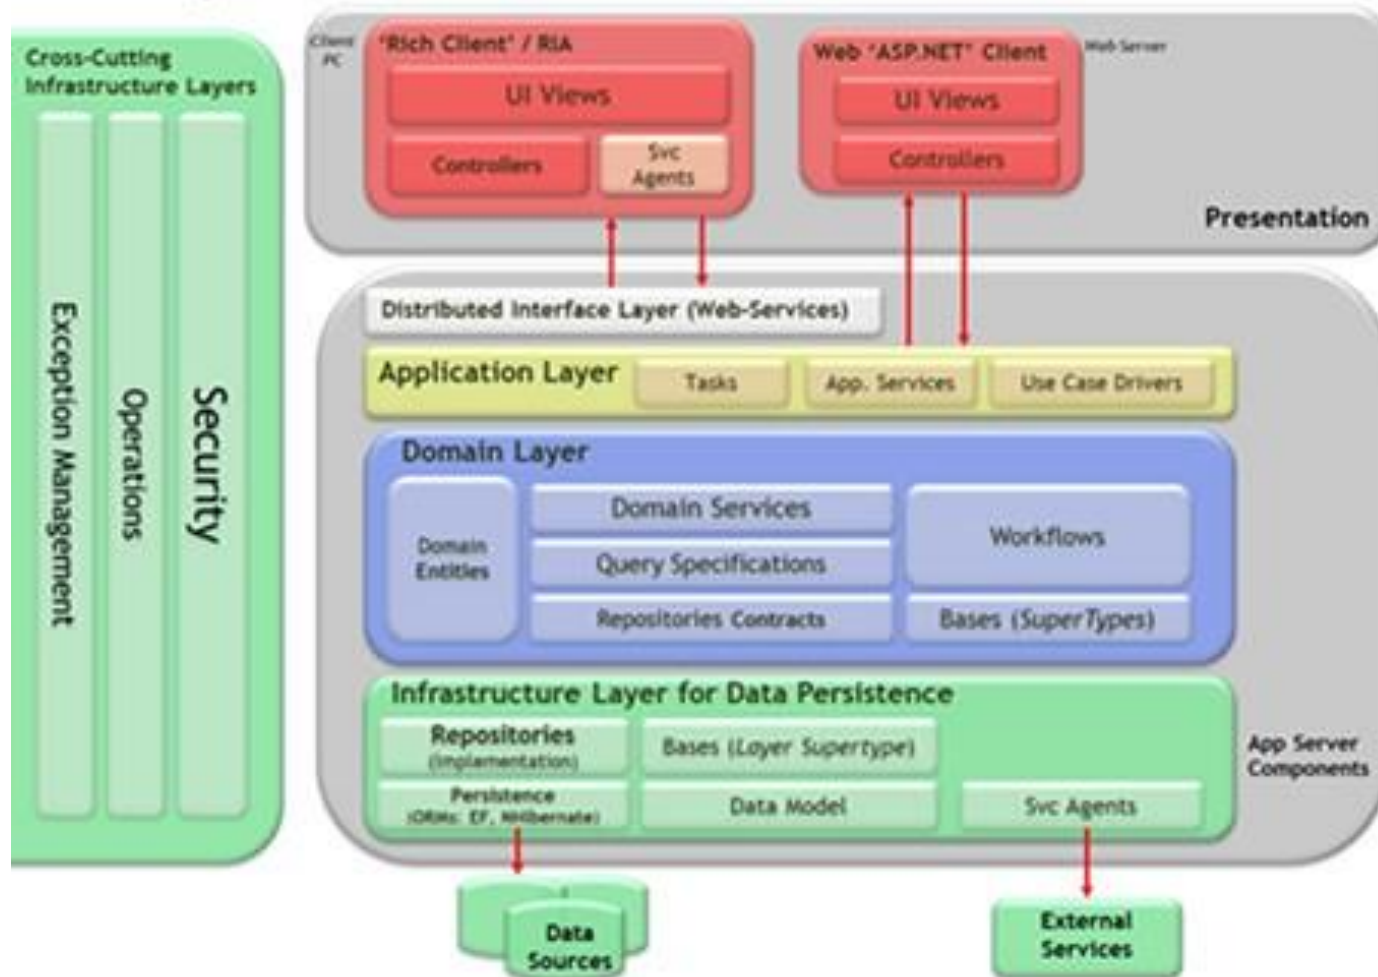 Cross-Cutting
Infrastructure Layers
Exception Management
Operations
Security
Client
PC
'Rich Client' / RIA
UI Views
Controllers
Svc
Agents
Web 'ASP.NET' Client
UI Views
Controllers
Web Server
Presentation
Distributed Interface Layer (Web-Services)
Application Layer
Tasks
App. Services
Use Case Drivers
Domain Layer
Domain
Entities
Domain Services
Query Specifications
Repositories Contracts
Workflows
Bases (SuperTypes)
Infrastructure Layer for Data Persistence
Repositories
(Implementation)
Bases (Layer Supertype)
Persistence
(ORMs: EF, NHibernate)
Data Model
Svc Agents
App Server
Components
Data
Sources
External
Services